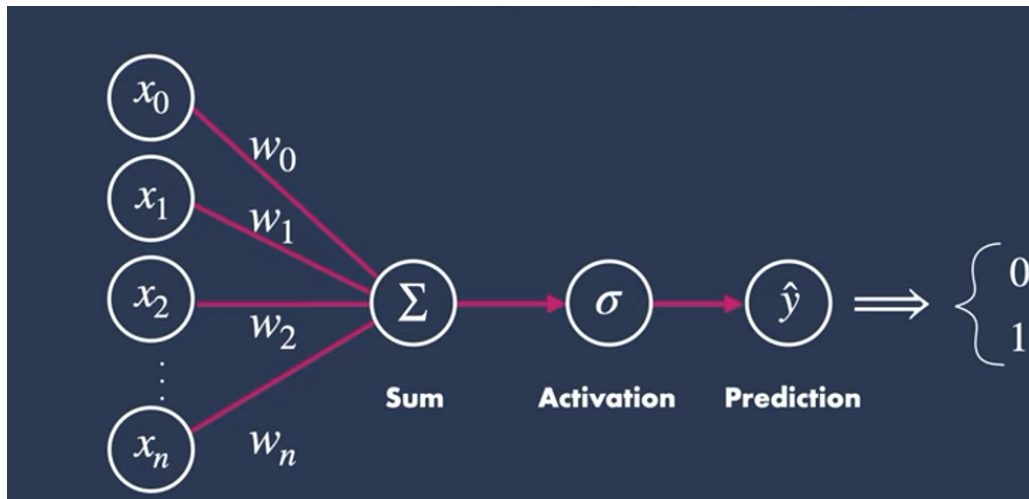 x₀
w₀
x₁
w₁
x₂
w₂
Σ
σ
ŷ
⟹
{ 0
1
Sum Activation Prediction
⋮
xₙ
wₙ